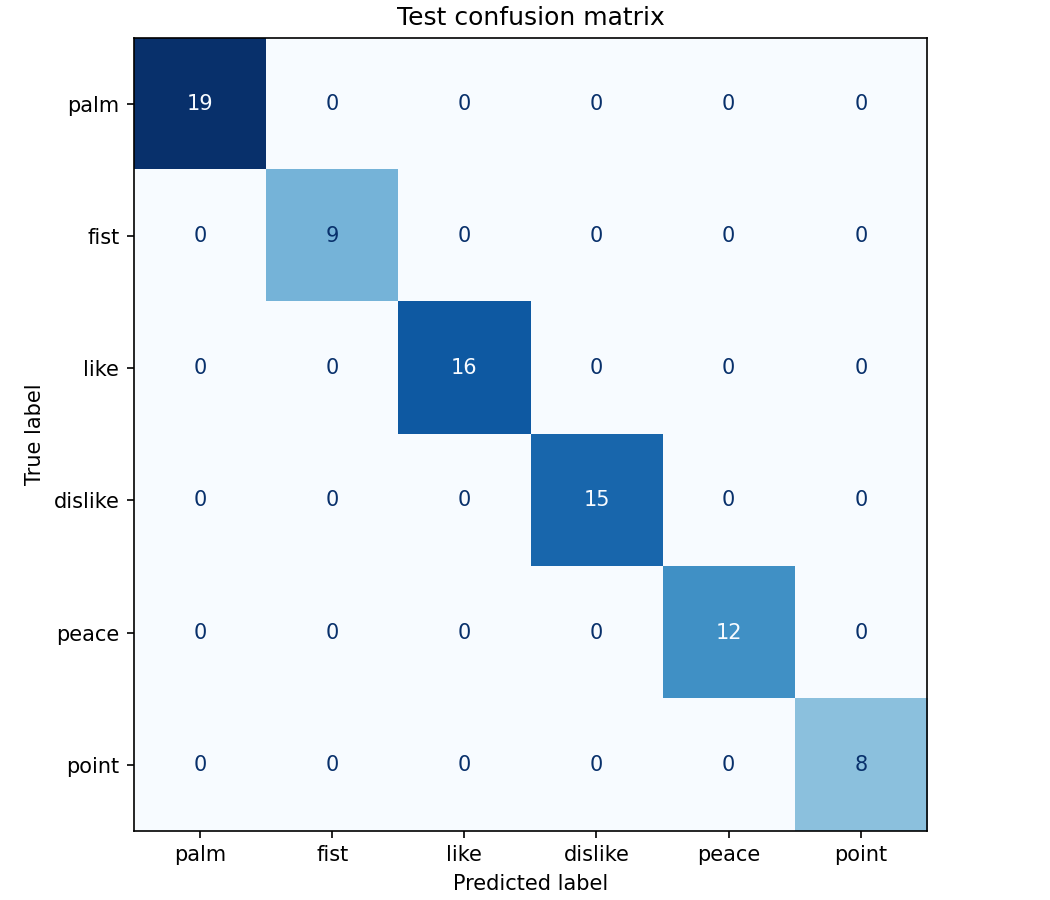 Test confusion matrix
palm 19 0 0 0 0 0
fist 0 9 0 0 0 0
like 0 0 16 0 0 0
dislike 0 0 0 15 0 0
peace 0 0 0 0 12 0
point 0 0 0 0 0 8
True label
palm fist like dislike peace point
Predicted label